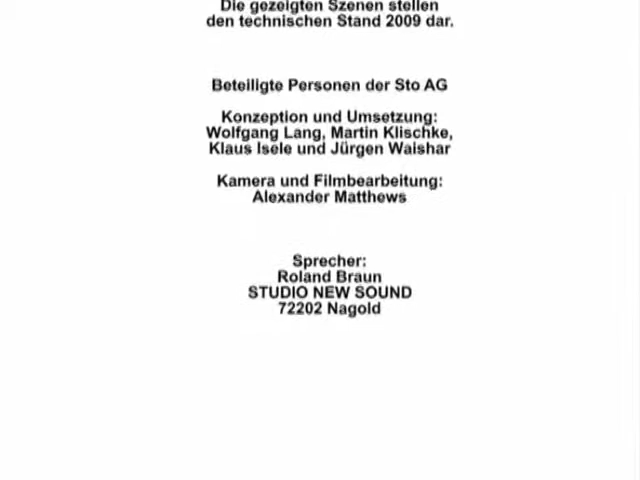 Die gezeigten Szenen stellen
den technischen Stand 2009 dar.
Beteiligte Personen der Sto AG
Konzeption und Umsetzung:
Wolfgang Lang, Martin Klischke,
Klaus Isele und Jürgen Waishar
Kamera und Filmbearbeitung:
Alexander Matthews
Sprecher:
Roland Braun
STUDIO NEW SOUND
72202 Nagold